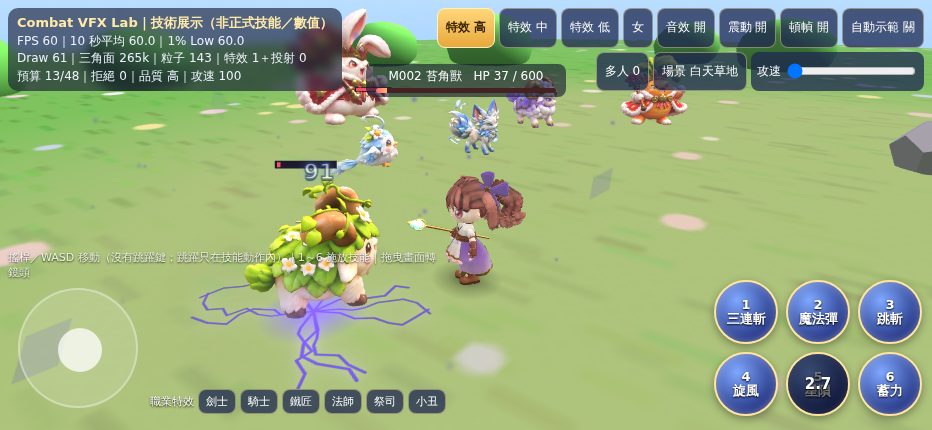 Combat VFX Lab｜技術展示（非正式技能／數值）
FPS 60｜10 秒平均 60.0｜1% Low 60.0
Draw 61｜三角面 265k｜粒子 143｜特效 1＋投射 0
預算 13/48｜拒絕 0｜品質 高｜攻速 100
特效 高
特效 中
特效 低
女
音效 開
震動 開
頓幀 開
自動示範 關
M002 苔角獸 HP 37 / 600
多人 0
場景 白天草地
攻速
91
搖桿／WASD 移動（沒有跳躍鍵；跳躍只在技能動作內）｜1～6 施放技能｜拖曳畫面轉
鏡頭
1
三連斬
2
魔法彈
3
跳斬
4
旋風
2.7
6
蓄力
職業特效
劍士
騎士
鐵匠
法師
祭司
小丑